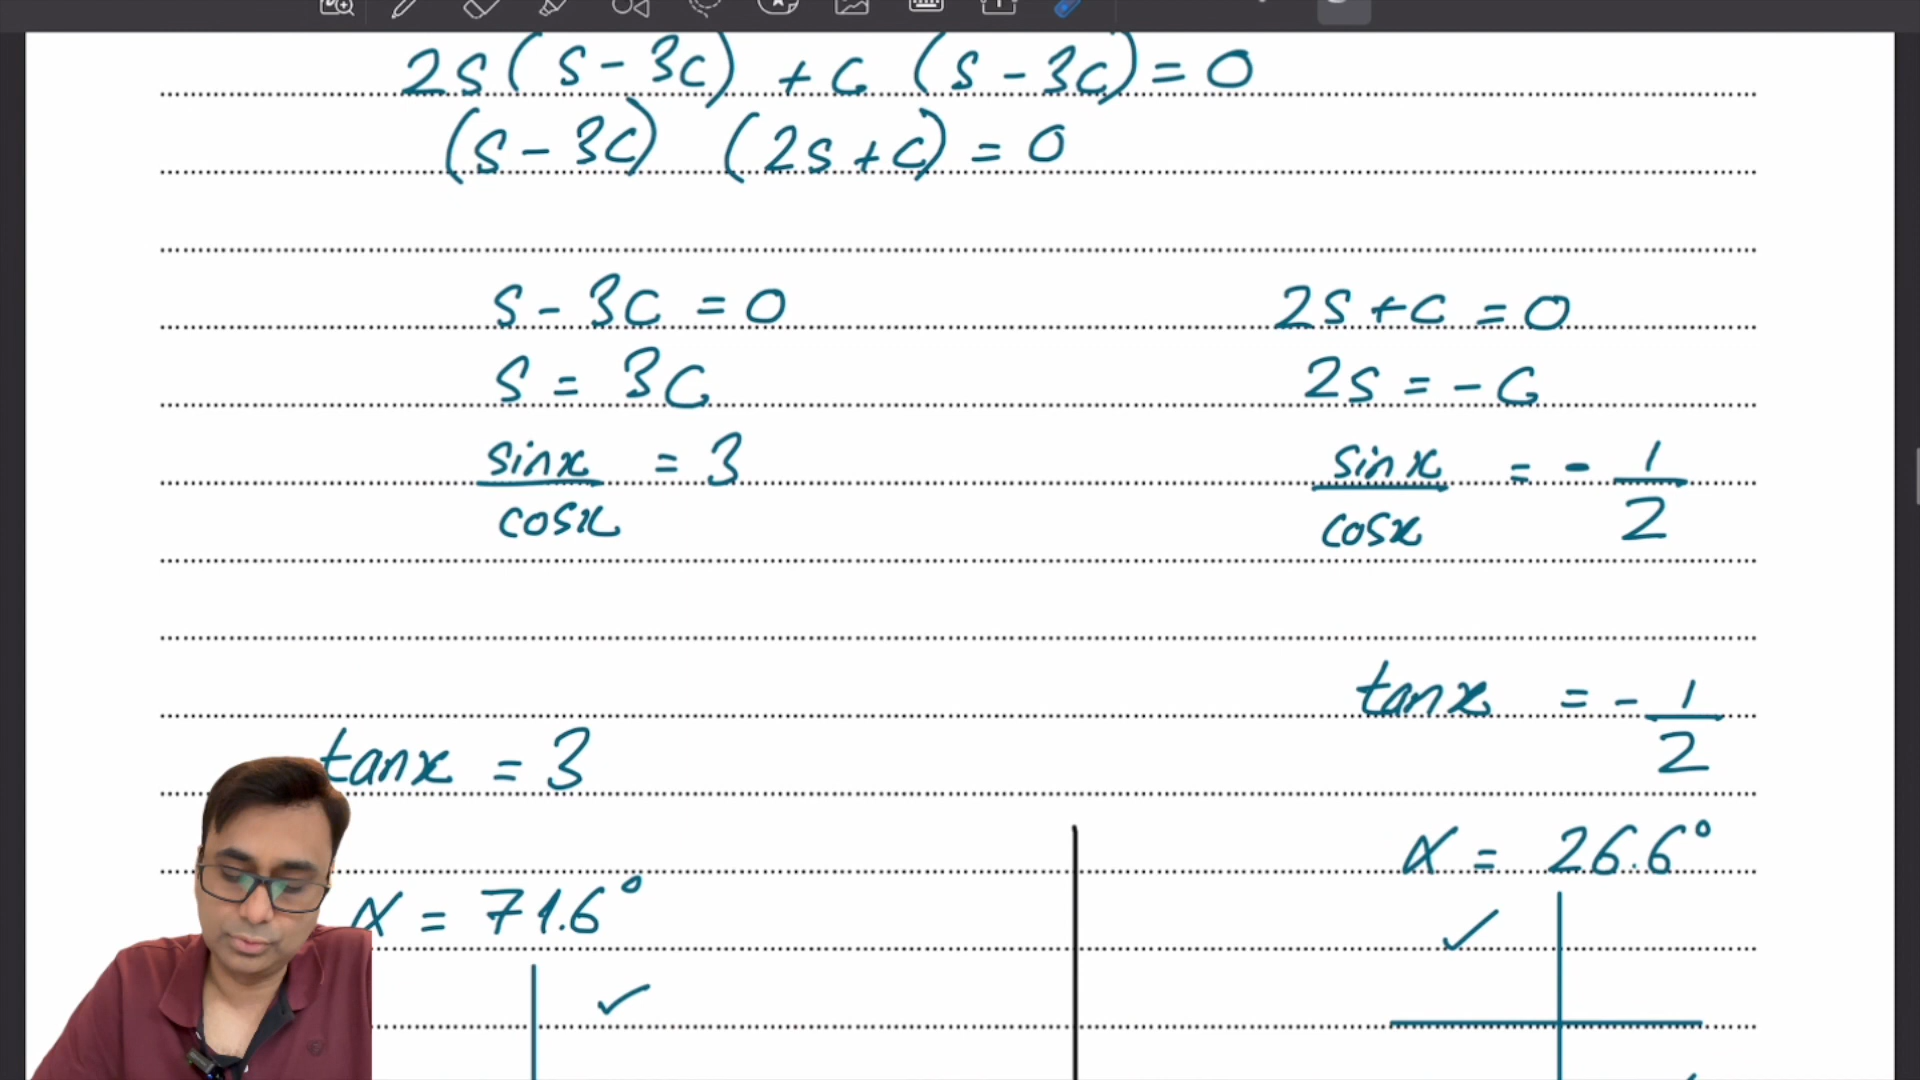 2s(s-3c) + c (s-3c) = 0
(s-3c) (2s+c) = 0
s-3c = 0
s = 3c
sinx/cosx = 3
tanx = 3
α = 71.6°
2s+c = 0
2s = -c
sinx/cosx = -1/2
tanx = -1/2
α = 26.6°